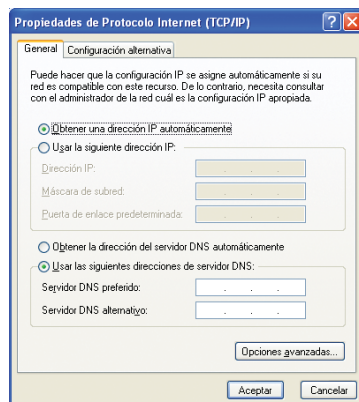 Propiedades de Protocolo Internet (TCP/IP)
General
Configuración alternativa
Puede hacer que la configuración IP se asigne automáticamente si su
red es compatible con este recurso. De lo contrario, necesita consultar
con el administrador de la red cuál es la configuración IP apropiada.
Obtener una dirección IP automáticamente
Usar la siguiente dirección IP:
Dirección IP:
Máscara de subred:
Puerta de enlace predeterminada:
Obtener la dirección del servidor DNS automáticamente
Usar las siguientes direcciones de servidor DNS:
Servidor DNS preferido:
Servidor DNS alternativo:
Opciones avanzadas...
Aceptar
Cancelar